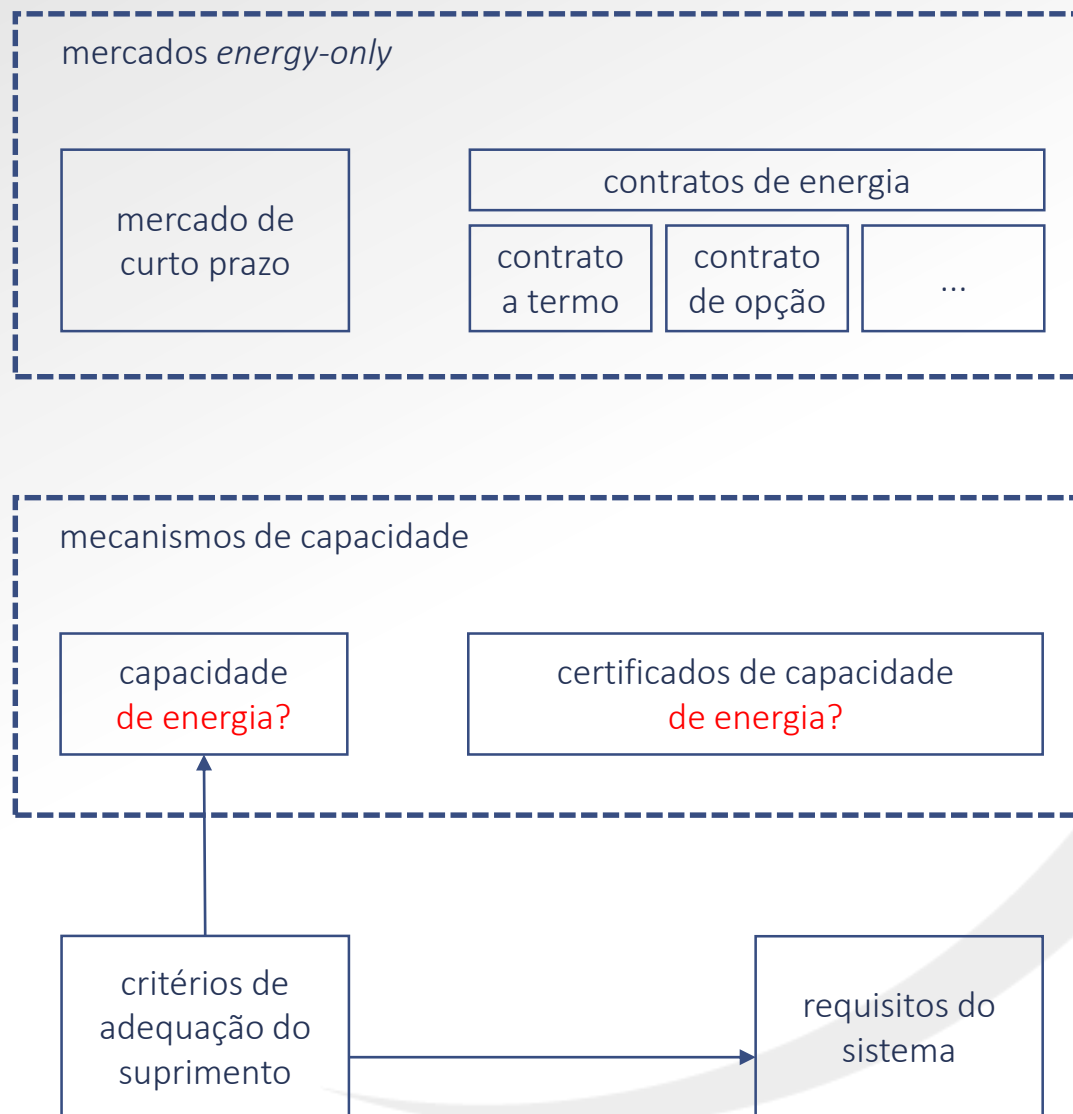 mercados energy-only
mercado de
curto prazo
contratos de energia
contrato
a termo
contrato
de opção
...
mecanismos de capacidade
capacidade
de energia?
certificados de capacidade
de energia?
critérios de
adequação do
suprimento
requisitos do
sistema